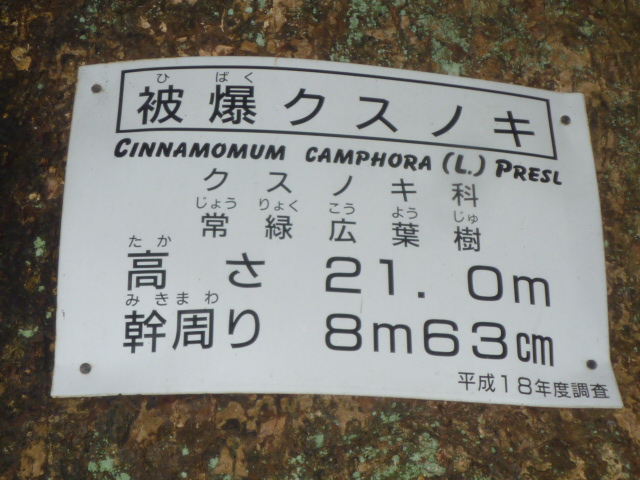 ひ ばく
被爆クスノキ
CINNAMOMUM CAMPHORA (L.) PRESL
クスノキ科
じょう りょく こう よう じゅ
常緑広葉樹
たか
高さ 21.0m
みきまわ
幹周り 8m63cm
平成18年度調査